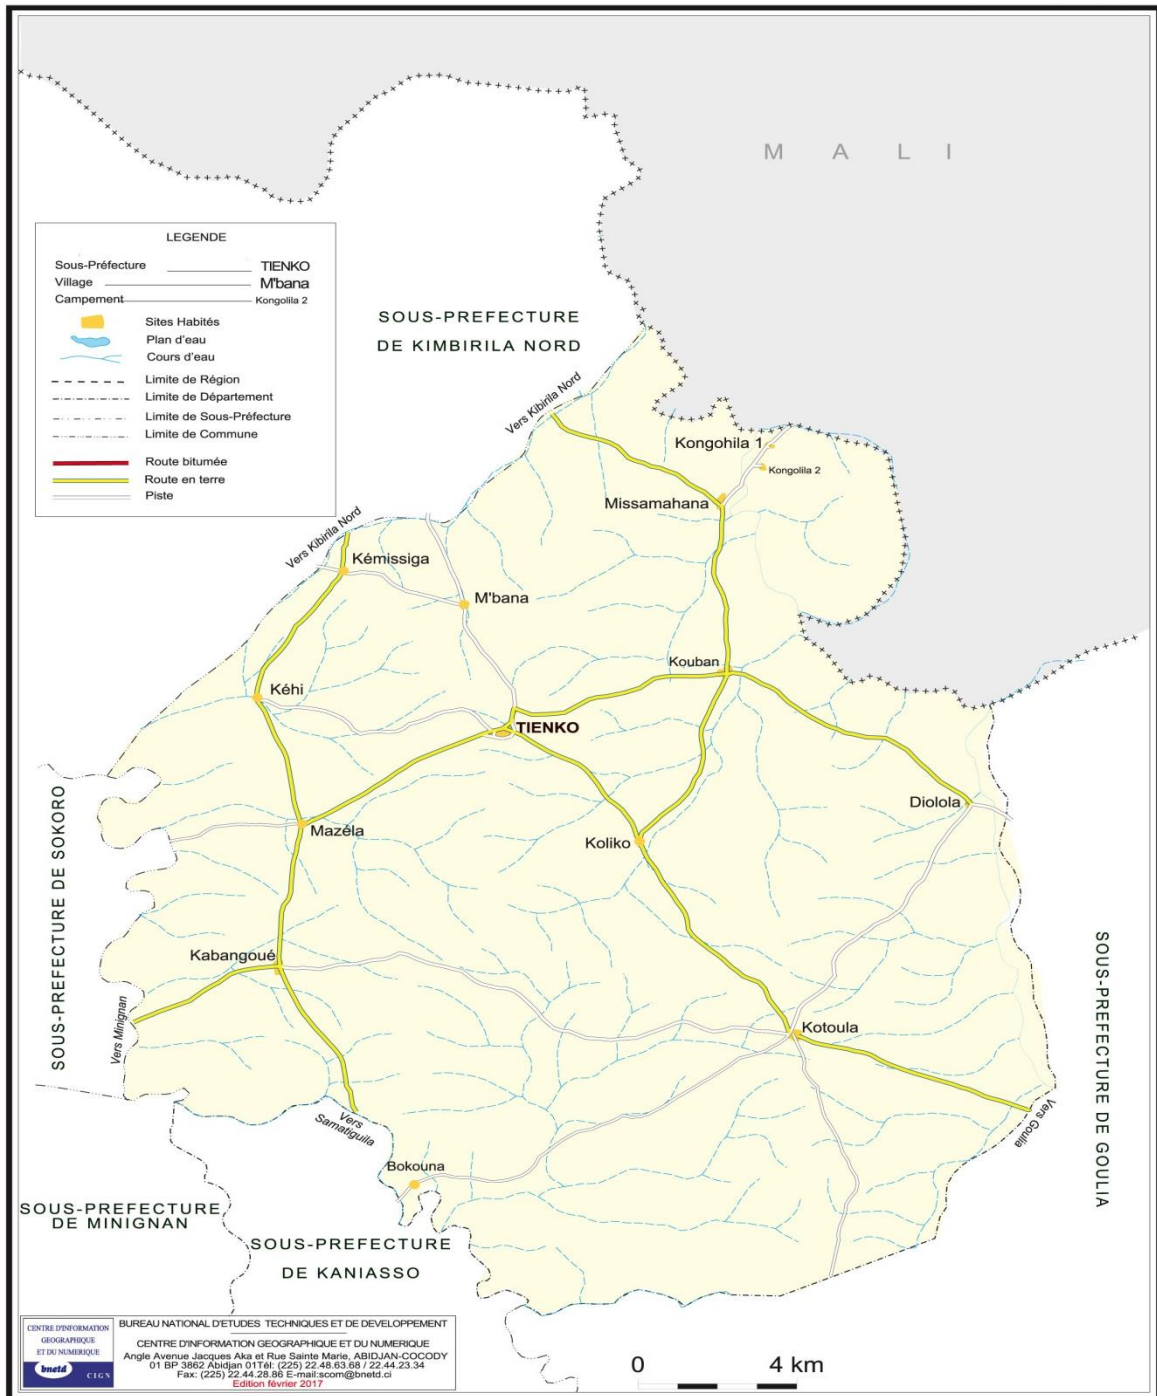 M A L I
LEGENDE
Sous-Préfecture TIENKO
Village M'bana
Campement Kongolila 2
Sites Habités
Plan d'eau
Cours d'eau
Limite de Région
Limite de Département
Limite de Sous-Préfecture
Limite de Commune
Route bitumée
Route en terre
Piste
SOUS-PREFECTURE
DE KIMBIRILA NORD
Vers Kibirila Nord
Kongohila 1
Kongolila 2
Missamahana
Vers Kibirila Nord
Kémissiga
M'bana
Kouban
Kéhi
TIENKO
Diolola
Mazéla
Koliko
SOUS-PREFECTURE DE SOKORO
Kabangoué
SOUS-PREFECTURE DE GOULIA
Vers Minignan
Kotoula
Vers
Samatiguila
Vers Goulia
Bokouna
SOUS-PREFECTURE
DE MINIGNAN
SOUS-PREFECTURE
DE KANIASSO
CENTRE D'INFORMATION
GEOGRAPHIQUE
ET DU NUMERIQUE
bnetd
CIGN
BUREAU NATIONAL D'ETUDES TECHNIQUES ET DE DEVELOPPEMENT
CENTRE D'INFORMATION GEOGRAPHIQUE ET DU NUMERIQUE
Angle Avenue Jacques Aka et Rue Sainte Marie, ABIDJAN-COCODY
01 BP 3862 Abidjan 01Tél: (225) 22.48.63.68 / 22.44.23.34
Fax: (225) 22.44.28.86 E-mail:scom@bnetd.ci
Edition février 2017
0 4 km